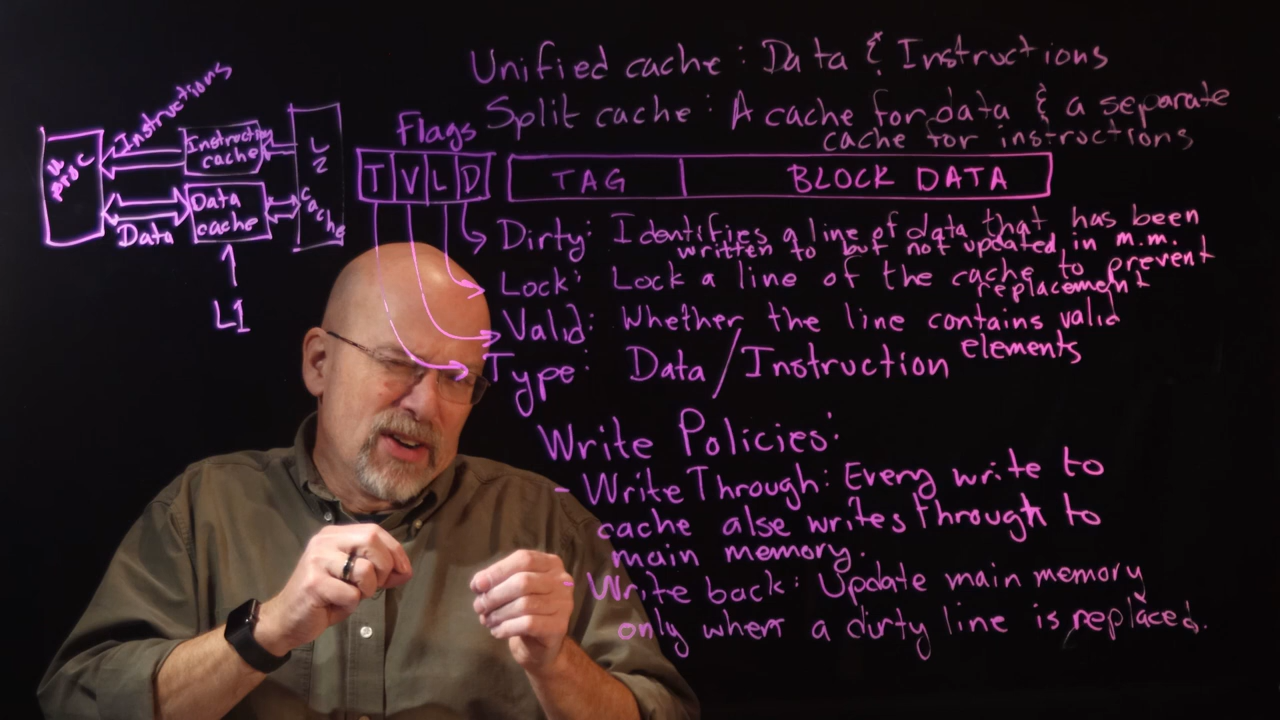 Unified cache: Data & Instructions
Split cache: A cache for data & a separate
cache for instructions
Instructions
Instruction
cache
L2
cache
μ
proc
Data
cache
Data
L1
Flags
T V L D
TAG
BLOCK DATA
Dirty: Identifies a line of data that has been
written to but not updated in m.m.
Lock: Lock a line of the cache to prevent
replacement
Valid: Whether the line contains valid
elements
Type: Data/Instruction
Write Policies:
- Write Through: Every write to
cache alse writes through to
main memory.
- Write back: Update main memory
only when a dirty line is replaced.